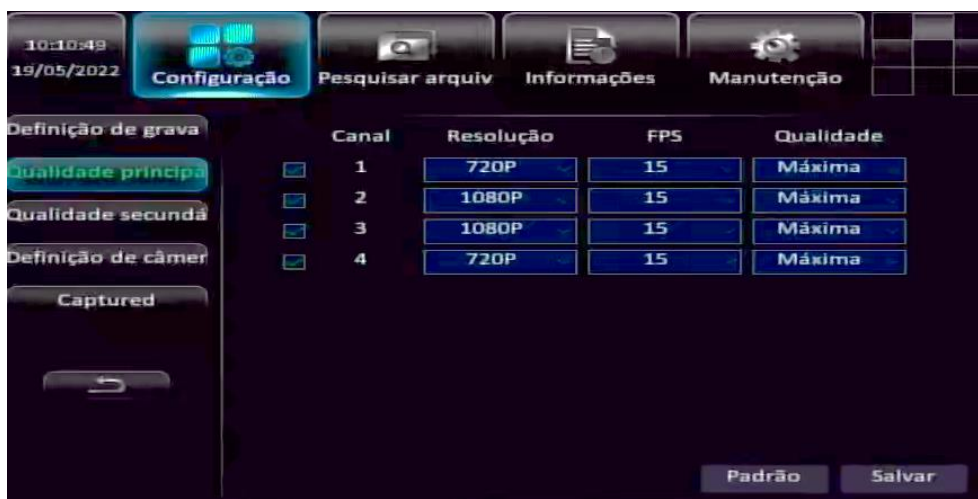 10:10:49
19/05/2022
Configuração
Pesquisar arquiv
Informações
Manutenção
Definição de grava
Qualidade principa
Qualidade secundá
Definição de câmer
Captured
Canal Resolução FPS Qualidade
1 720P 15 Máxima
2 1080P 15 Máxima
3 1080P 15 Máxima
4 720P 15 Máxima
Padrão Salvar